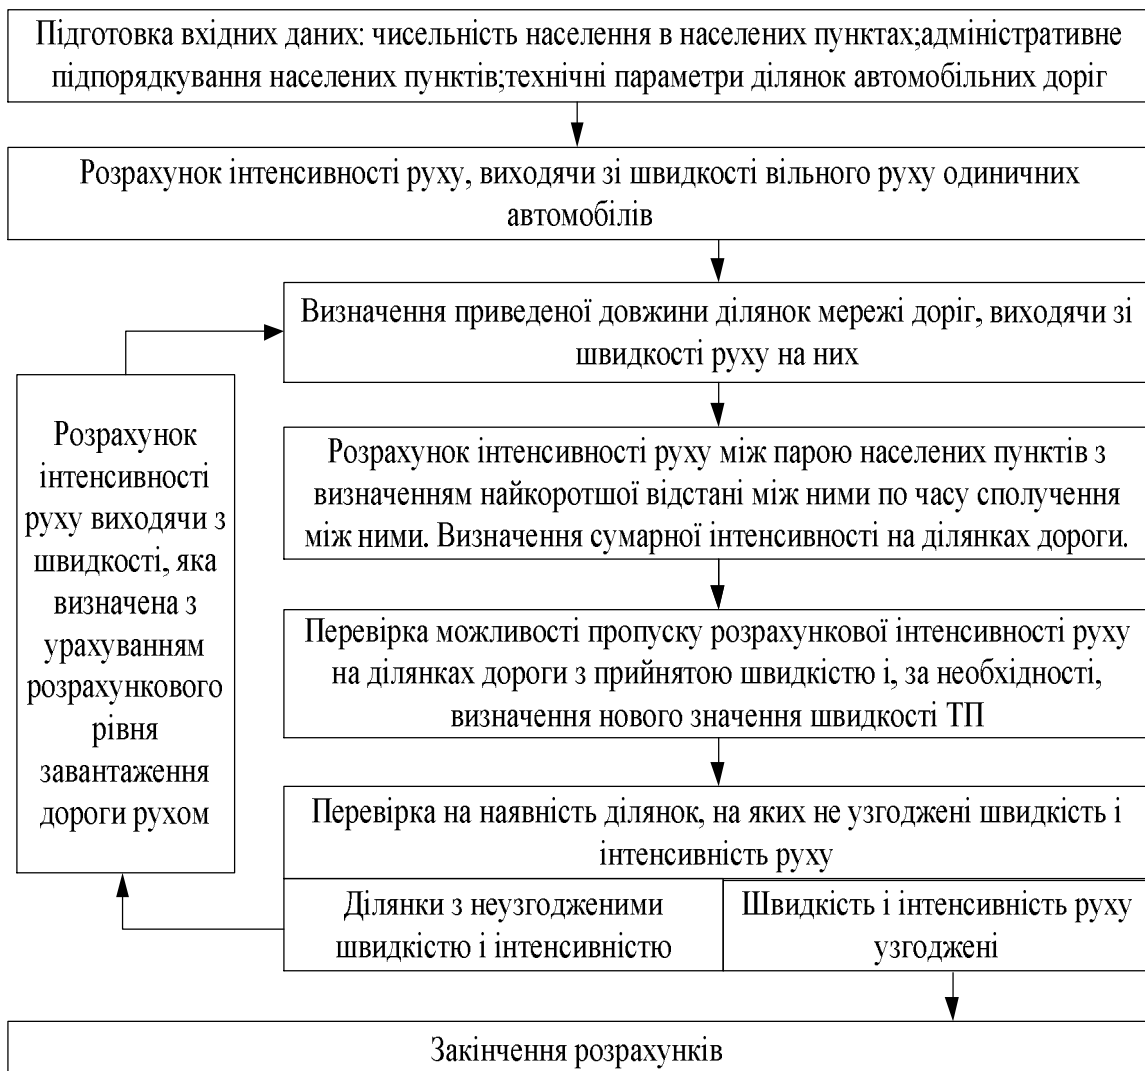 Підготовка вхідних даних: чисельність населення в населених пунктах;адміністративне
підпорядкування населених пунктів;технічні параметри ділянок автомобільних доріг
Розрахунок інтенсивності руху, виходячи зі швидкості вільного руху одиничних
автомобілів
Визначення приведеної довжини ділянок мережі доріг, виходячи зі
швидкості руху на них
Розрахунок
інтенсивності
руху виходячи з
швидкості, яка
визначена з
урахуванням
розрахункового
рівня
завантаження
дороги рухом
Розрахунок інтенсивності руху між парою населених пунктів з
визначенням найкоротшої відстані між ними по часу сполучення
між ними. Визначення сумарної інтенсивності на ділянках дороги.
Перевірка можливості пропуску розрахункової інтенсивності руху
на ділянках дороги з прийнятою швидкістю і, за необхідності,
визначення нового значення швидкості ТП
Перевірка на наявність ділянок, на яких не узгоджені швидкість і
інтенсивність руху
Ділянки з неузгодженими
швидкістю і інтенсивністю
Швидкість і інтенсивність руху
узгоджені
Закінчення розрахунків